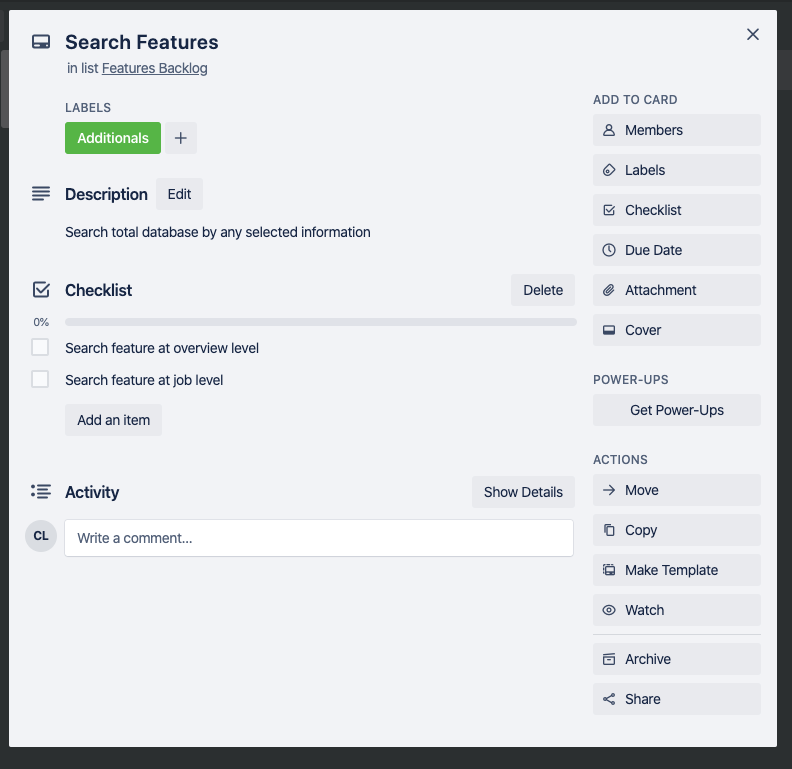 Search Features
in list Features Backlog
LABELS
Additionals
Description Edit
Search total database by any selected information
Checklist Delete
0%
Search feature at overview level
Search feature at job level
Add an item
Activity Show Details
CL Write a comment...
ADD TO CARD
Members
Labels
Checklist
Due Date
Attachment
Cover
POWER-UPS
Get Power-Ups
ACTIONS
Move
Copy
Make Template
Watch
Archive
Share